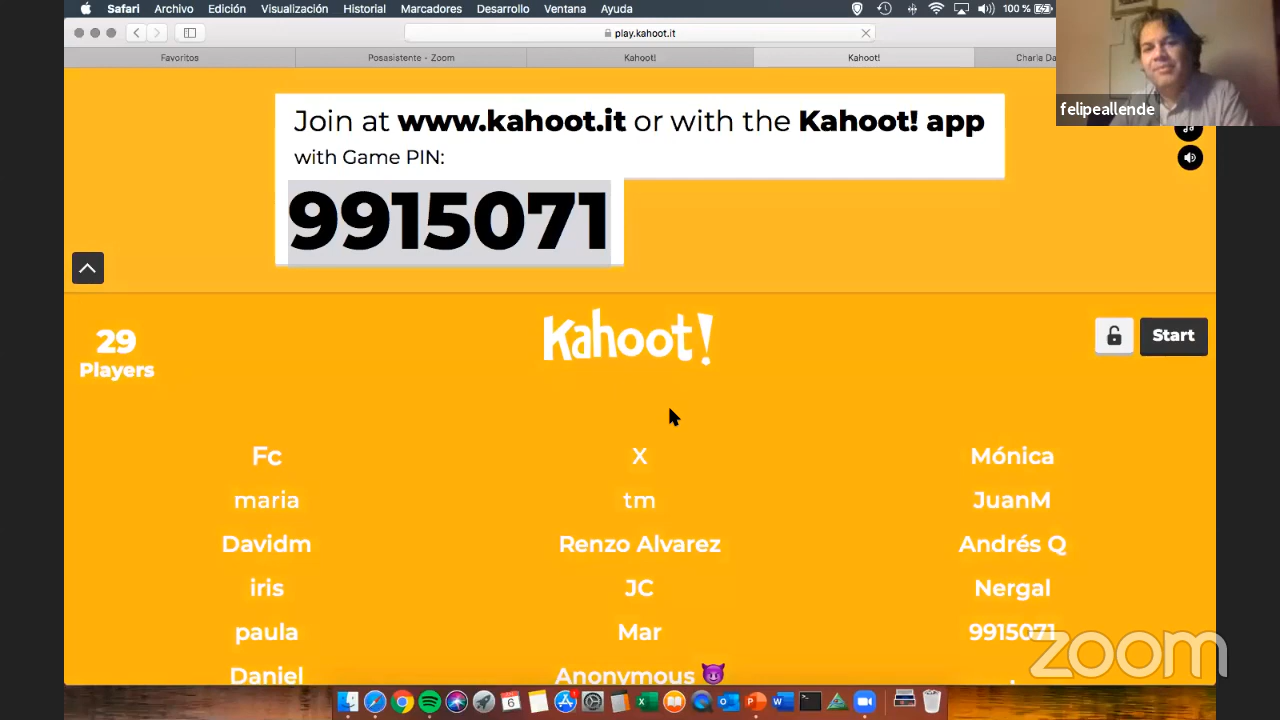 Safari Archivo Edición Visualización Historial Marcadores Desarrollo Ventana Ayuda 100 %
play.kahoot.it
Favoritos Posasistente - Zoom Kahoot! Kahoot! Charla Da
felipeallende
Join at www.kahoot.it or with the Kahoot! app
with Game PIN:
9915071
29
Players
Kahoot!
Start
Fc X Mónica
maria tm JuanM
Davidm Renzo Alvarez Andrés Q
iris JC Nergal
paula Mar 9915071
Daniel Anonymous 😈
zoom
6